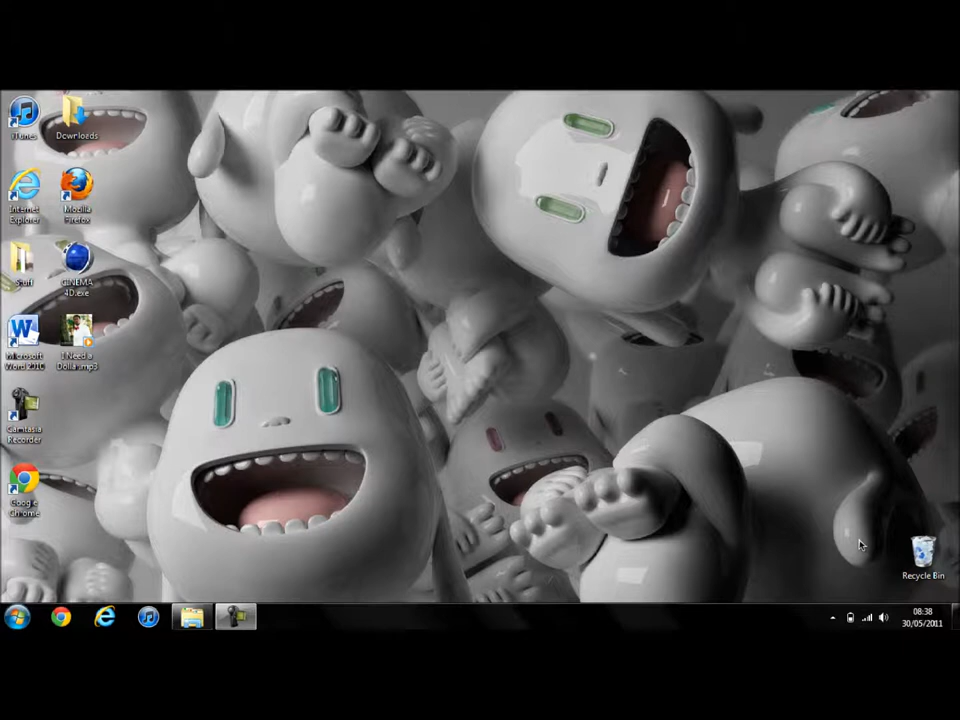 iTunes
Downloads
Internet
Explorer
Mozilla
Firefox
Stuff
CINEMA
4D.exe
Microsoft
Word 2010
I Need a
Dolla .mp3
Camtasia
Recorder
Google
Chrome
Recycle Bin
08:38
30/05/2011